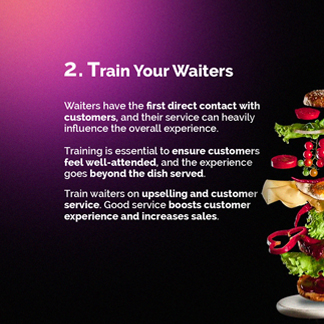 2. Train Your Waiters
Waiters have the first direct contact with
customers, and their service can heavily
influence the overall experience.
Training is essential to ensure customers
feel well-attended, and the experience
goes beyond the dish served.
Train waiters on upselling and customer
service. Good service boosts customer
experience and increases sales.